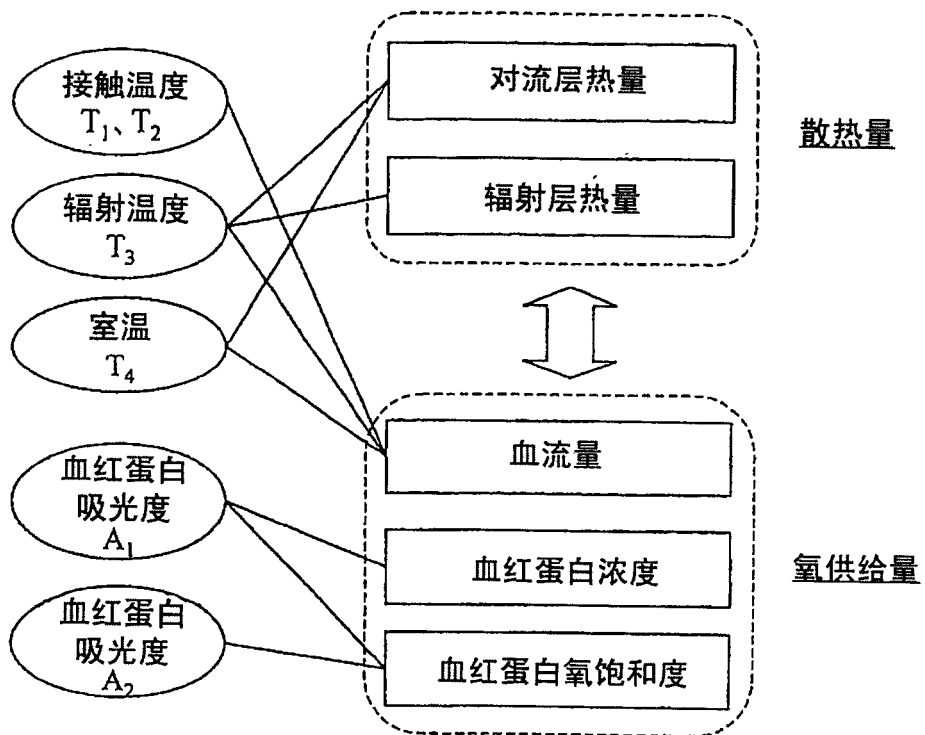 接触温度
T₁、T₂
辐射温度
T₃
室温
T₄
血红蛋白
吸光度
A₁
血红蛋白
吸光度
A₂
对流层热量
辐射层热量
散热量
血流量
血红蛋白浓度
血红蛋白氧饱和度
氧供给量